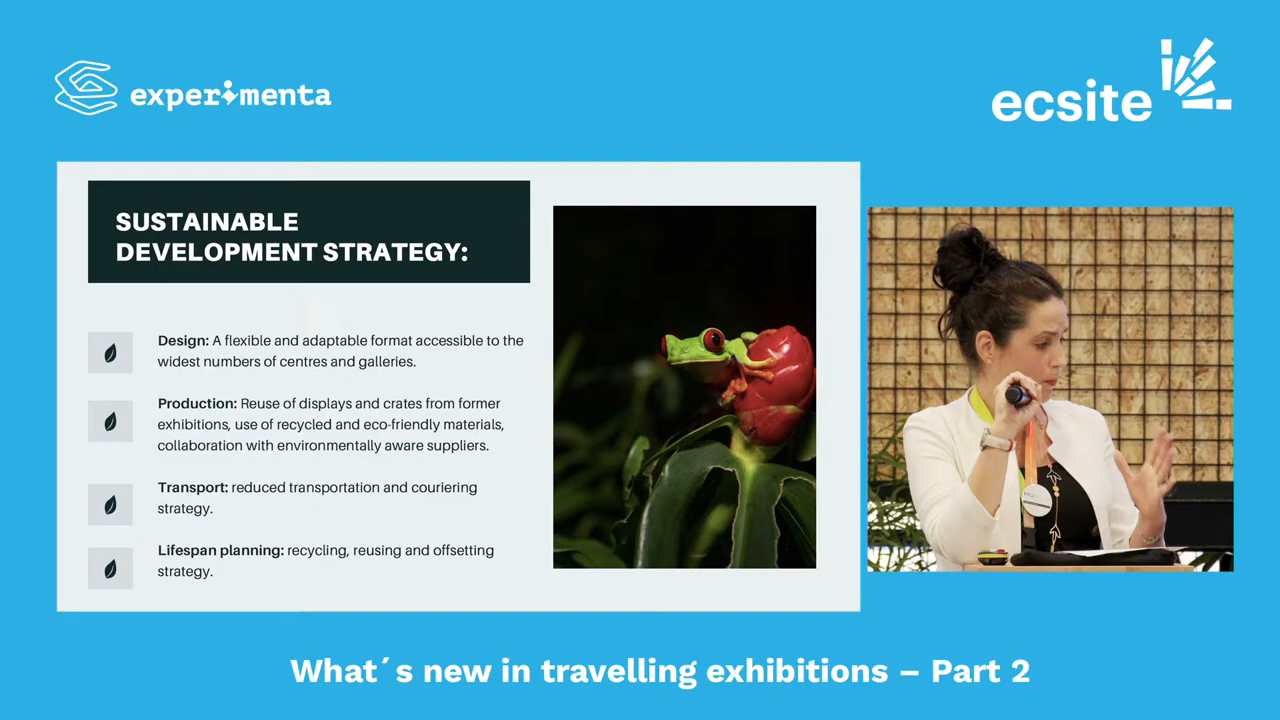 experimenta
ecsite
SUSTAINABLE
DEVELOPMENT STRATEGY:
Design: A flexible and adaptable format accessible to the
widest numbers of centres and galleries.
Production: Reuse of displays and crates from former
exhibitions, use of recycled and eco-friendly materials,
collaboration with environmentally aware suppliers.
Transport: reduced transportation and couriering
strategy.
Lifespan planning: recycling, reusing and offsetting
strategy.
What´s new in travelling exhibitions – Part 2